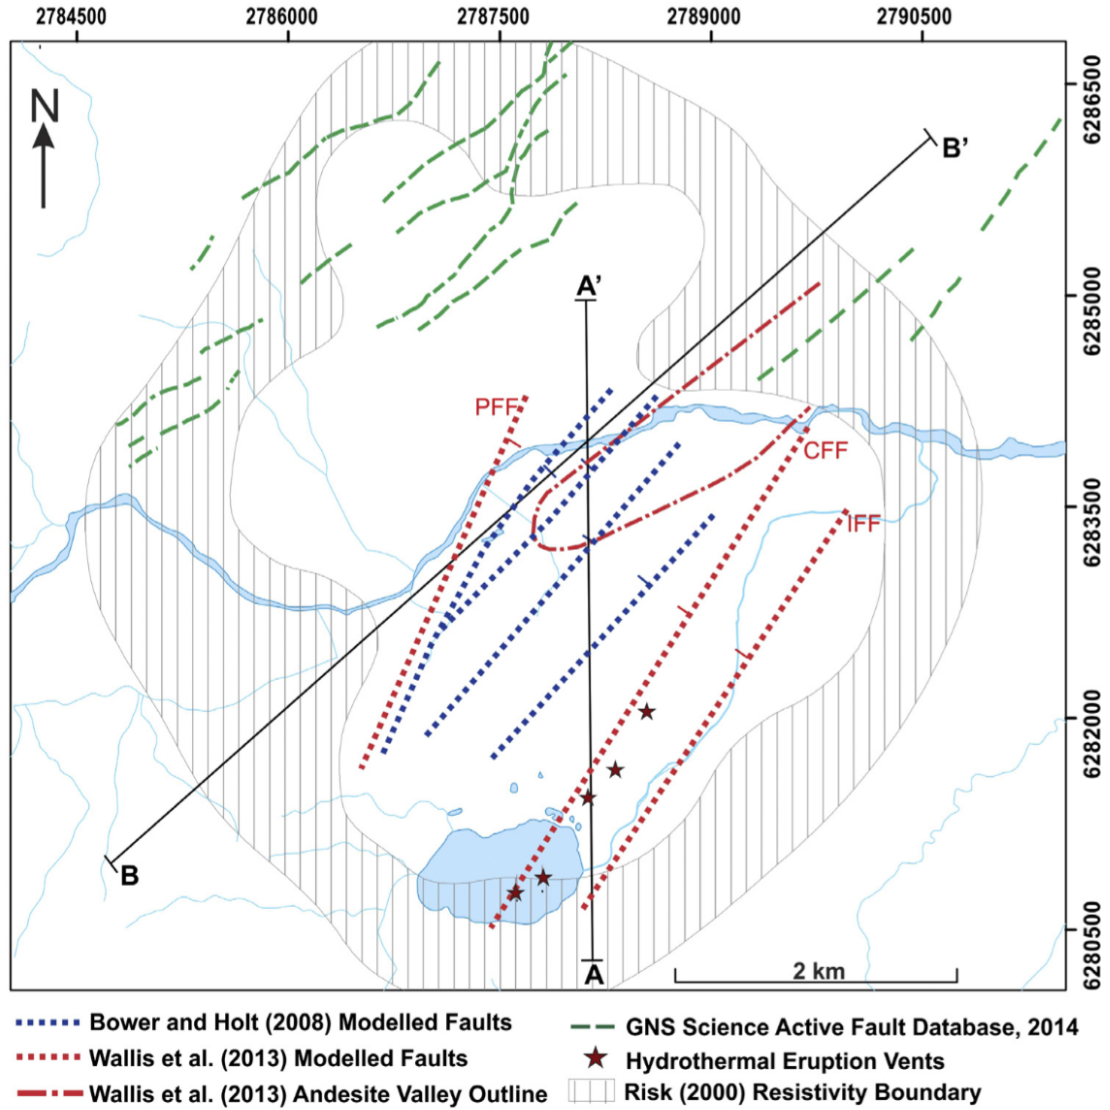 2784500 2786000 2787500 2789000 2790500
N
6286500
B'
6285000
A'
PFF
CFF
6283500
IFF
6282000
B
6280500
2 km
A
Bower and Holt (2008) Modelled Faults
Wallis et al. (2013) Modelled Faults
Wallis et al. (2013) Andesite Valley Outline
GNS Science Active Fault Database, 2014
Hydrothermal Eruption Vents
Risk (2000) Resistivity Boundary